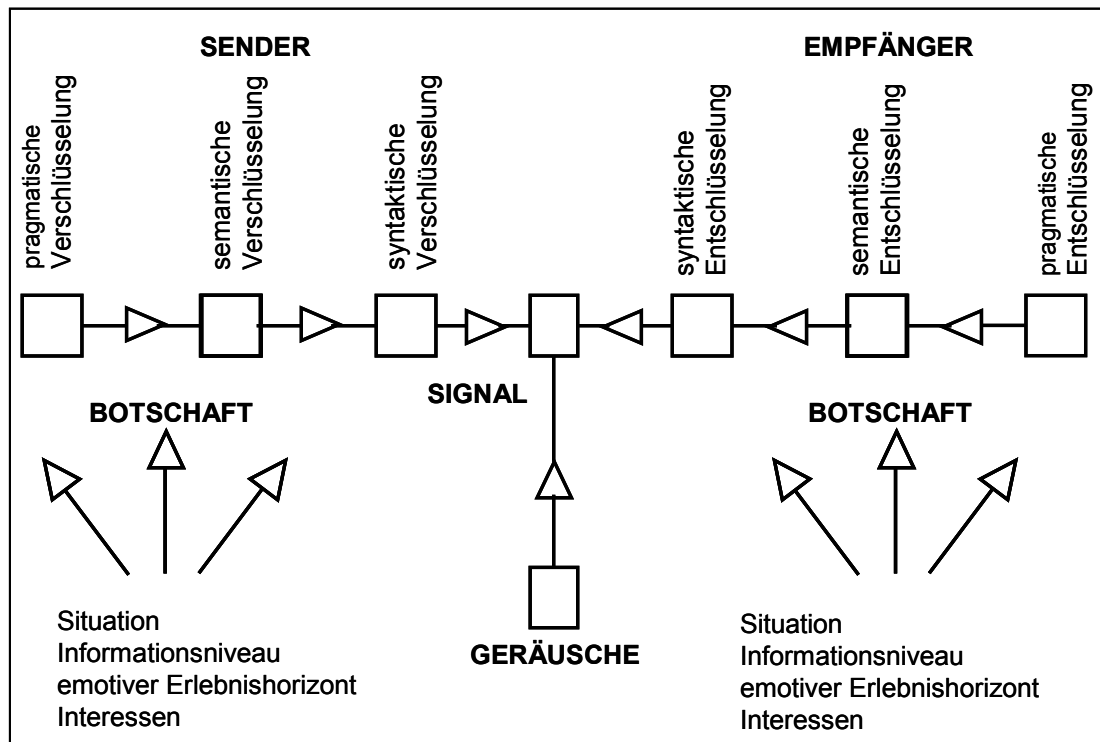 SENDER
EMPFÄNGER
pragmatische
Verschlüsselung
semantische
Verschlüsselung
syntaktische
Verschlüsselung
syntaktische
Entschlüsselung
semantische
Entschlüsselung
pragmatische
Entschlüsselung
SIGNAL
BOTSCHAFT
BOTSCHAFT
Situation
Informationsniveau
emotiver Erlebnishorizont
Interessen
GERÄUSCHE
Situation
Informationsniveau
emotiver Erlebnishorizont
Interessen